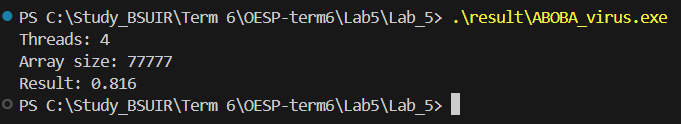 PS C:\Study_BSUIR\Term 6\OESP-term6\Lab5\Lab_5> .\result\ABOBA_virus.exe
Threads: 4
Array size: 77777
Result: 0.816
PS C:\Study_BSUIR\Term 6\OESP-term6\Lab5\Lab_5>